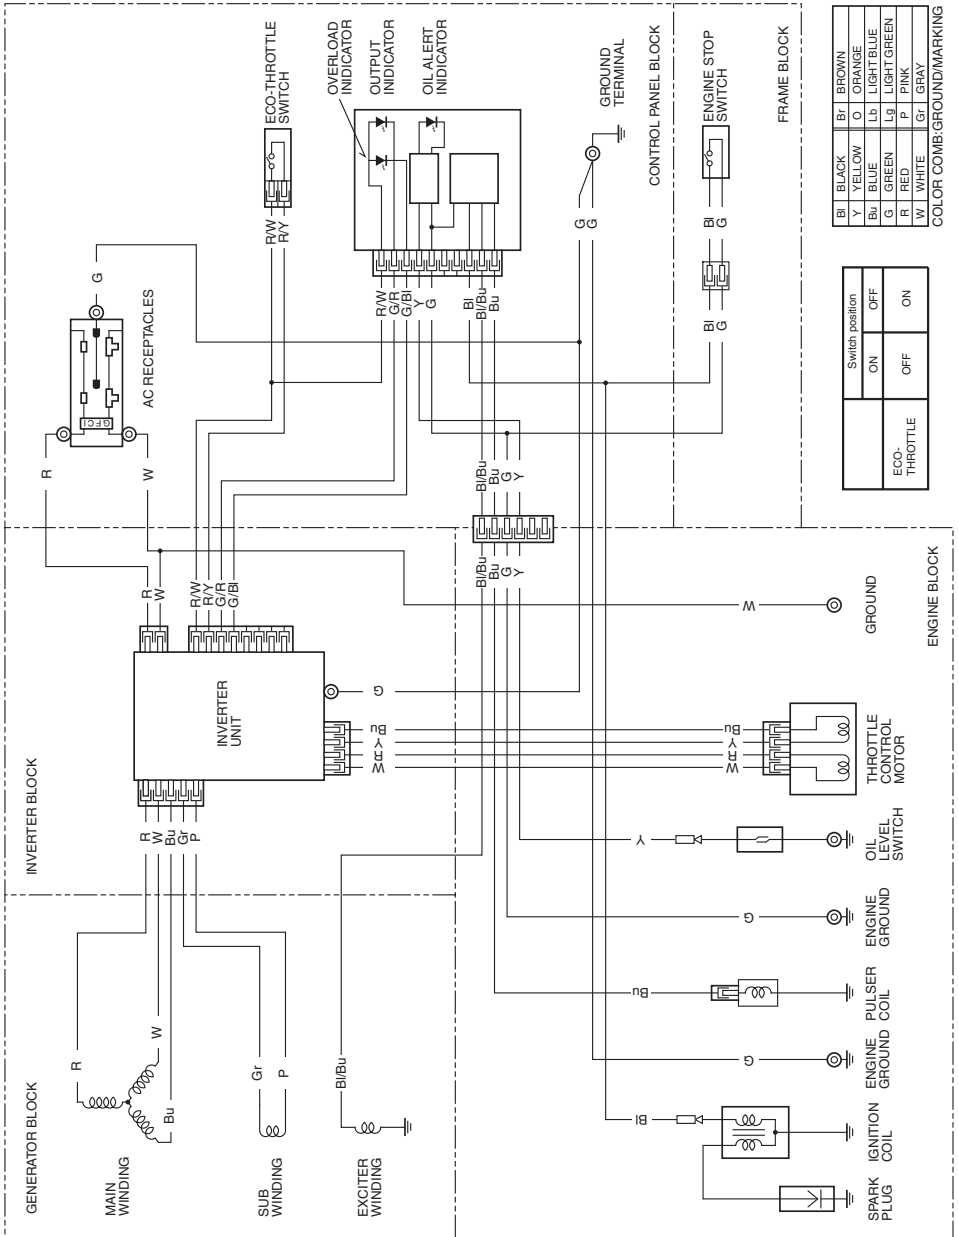 GENERATOR BLOCK
MAIN
WINDING
SUB
WINDING
EXCITER
WINDING
R
W
Bu
Gr
P
Bl/Bu
INVERTER BLOCK
R
W
Bu
Gr
P
INVERTER
UNIT
R
W
R/W
R/Y
G/R
G/Bl
G
Bu
Y
R
W
R
W
GFCI
AC RECEPTACLES
G
ECO-THROTTLE
SWITCH
R/W
R/Y
OVERLOAD
INIDICATOR
OUTPUT
INIDICATOR
OIL ALERT
INIDICATOR
R/W
G/R
G/Bl
Y
G
Bl
Bl/Bu
Bu
GROUND
TERMINAL
G
G
CONTROL PANEL BLOCK
ENGINE STOP
SWITCH
Bl
G
Bl
G
FRAME BLOCK
Bl/Bu
Bu
G
Y
Bl/Bu
Bu
G
Y
ENGINE BLOCK
W
GROUND
Bu
Y
R
W
THROTTLE
CONTROL
MOTOR
Y
OIL
LEVEL
SWITCH
G
ENGINE
GROUND
Bu
PULSER
COIL
G
ENGINE
GROUND
Bl
IGNITION
COIL
SPARK
PLUG
Switch position
ON OFF
ECO-
THROTTLE
OFF ON
Bl BLACK Br BROWN
Y YELLOW O ORANGE
Bu BLUE Lb LIGHT BLUE
G GREEN Lg LIGHT GREEN
R RED P PINK
W WHITE Gr GRAY
COLOR COMB:GROUND/MARKING